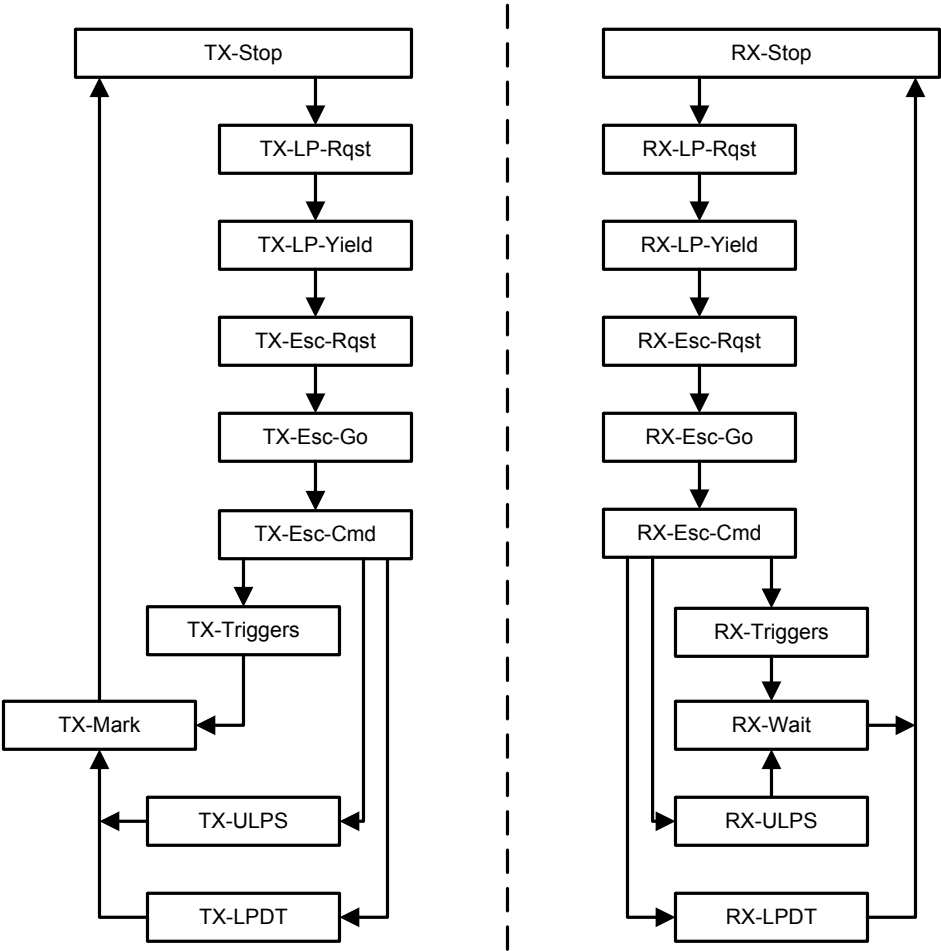 TX-Stop
TX-LP-Rqst
TX-LP-Yield
TX-Esc-Rqst
TX-Esc-Go
TX-Esc-Cmd
TX-Triggers
TX-Mark
TX-ULPS
TX-LPDT
RX-Stop
RX-LP-Rqst
RX-LP-Yield
RX-Esc-Rqst
RX-Esc-Go
RX-Esc-Cmd
RX-Triggers
RX-Wait
RX-ULPS
RX-LPDT